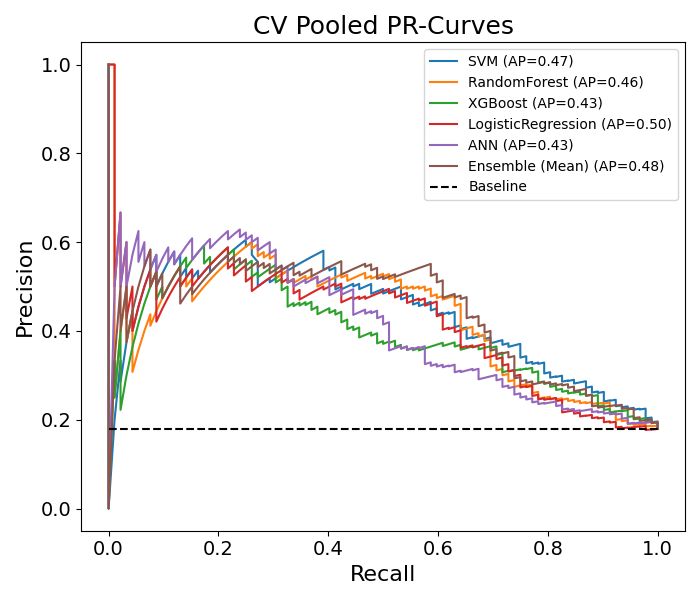 CV Pooled PR-Curves
SVM (AP=0.47)
RandomForest (AP=0.46)
XGBoost (AP=0.43)
LogisticRegression (AP=0.50)
ANN (AP=0.43)
Ensemble (Mean) (AP=0.48)
Baseline
Precision
1.0
0.8
0.6
0.4
0.2
0.0
0.0 0.2 0.4 0.6 0.8 1.0
Recall